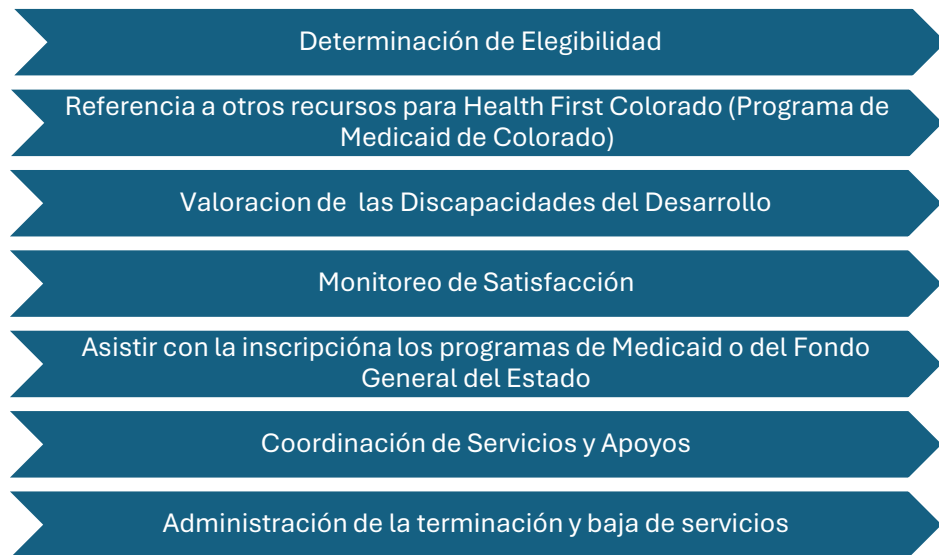 Determinación de Elegibilidad
Referencia a otros recursos para Health First Colorado (Programa de
Medicaid de Colorado)
Valoracion de las Discapacidades del Desarrollo
Monitoreo de Satisfacción
Asistir con la inscripcióna los programas de Medicaid o del Fondo
General del Estado
Coordinación de Servicios y Apoyos
Administración de la terminación y baja de servicios